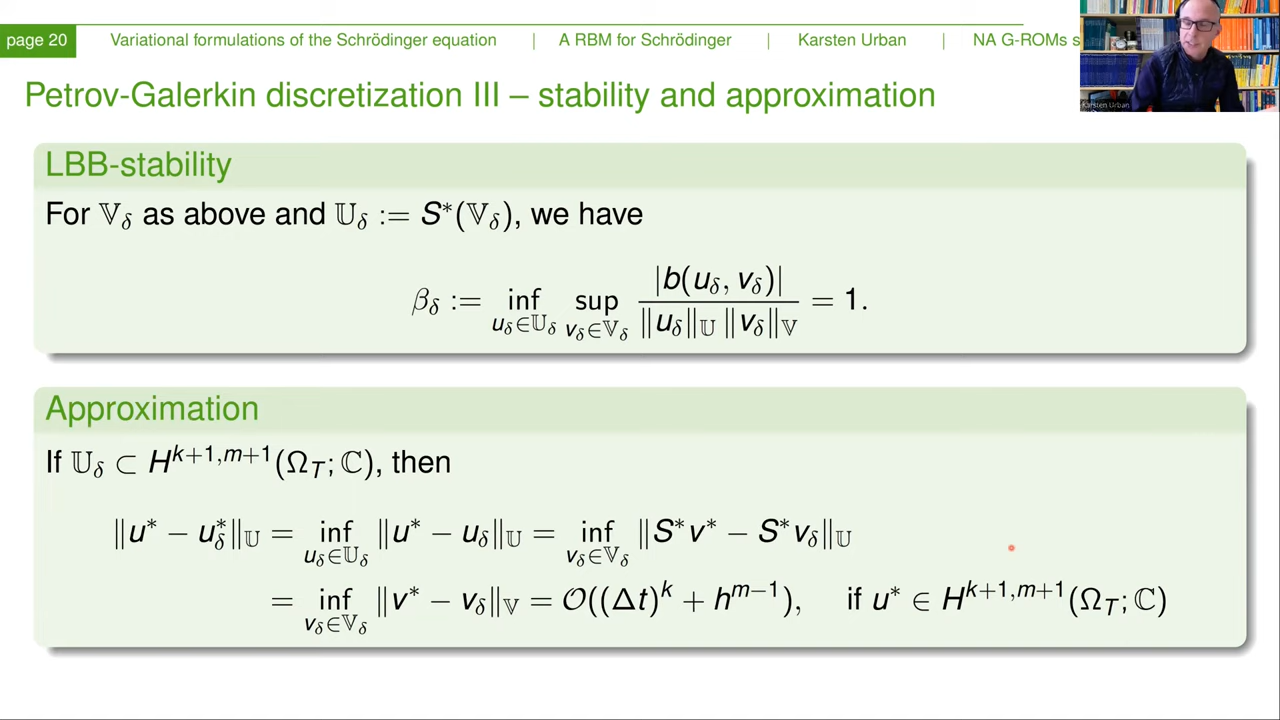 page 20 Variational formulations of the Schrödinger equation | A RBM for Schrödinger | Karsten Urban | NA G-ROMs s
Karsten Urban
Petrov-Galerkin discretization III – stability and approximation
LBB-stability
For 𝕍_δ as above and 𝕌_δ := S*(𝕍_δ), we have
β_δ := inf_{u_δ∈𝕌_δ} sup_{v_δ∈𝕍_δ} |b(u_δ, v_δ)| / (‖u_δ‖_𝕌 ‖v_δ‖_𝕍) = 1.
Approximation
If 𝕌_δ ⊂ H^{k+1,m+1}(Ω_T; ℂ), then
‖u* − u*_δ‖_𝕌 = inf_{u_δ∈𝕌_δ} ‖u* − u_δ‖_𝕌 = inf_{v_δ∈𝕍_δ} ‖S*v* − S*v_δ‖_𝕌
= inf_{v_δ∈𝕍_δ} ‖v* − v_δ‖_𝕍 = 𝒪((Δt)^k + h^{m−1}), if u* ∈ H^{k+1,m+1}(Ω_T; ℂ)